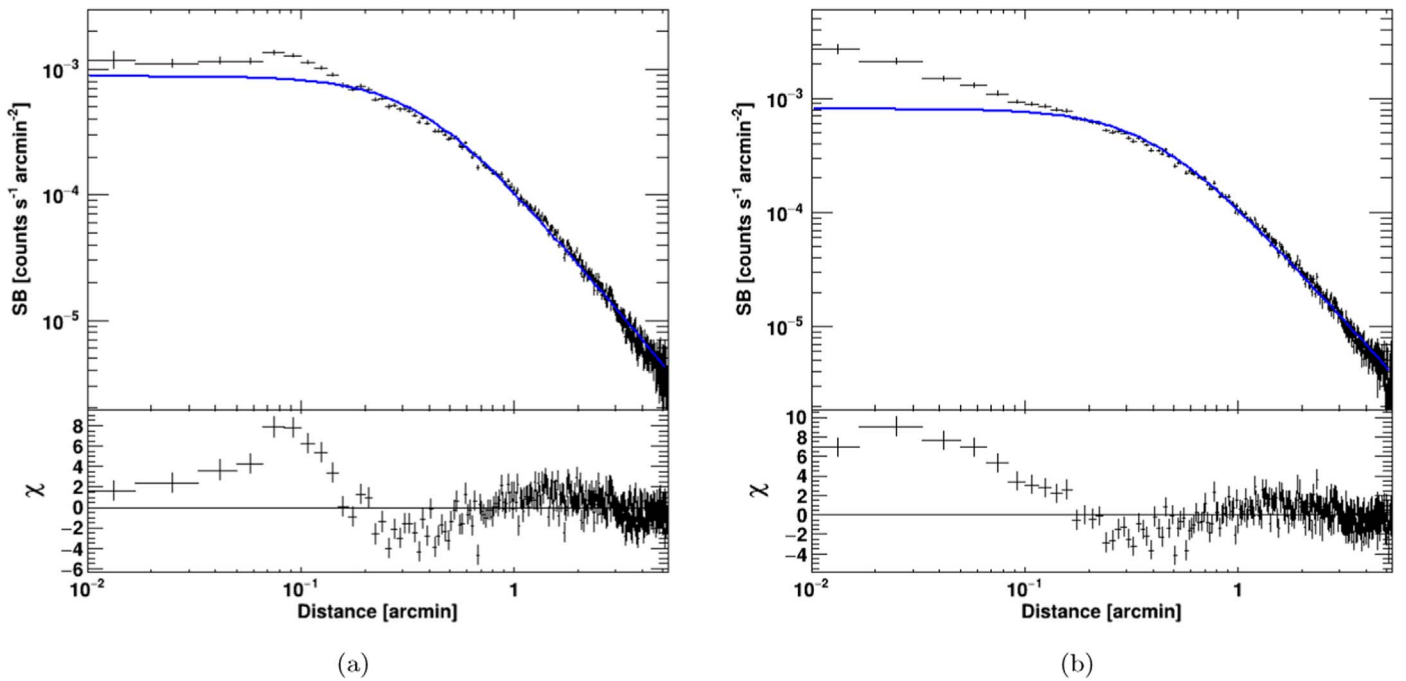 10⁻³
10⁻⁴
10⁻⁵
SB [counts s⁻¹ arcmin⁻²]
8
6
4
2
0
−2
−4
−6
χ
10⁻² 10⁻¹ 1
Distance [arcmin]
(a)
10⁻³
10⁻⁴
10⁻⁵
SB [counts s⁻¹ arcmin⁻²]
10
8
6
4
2
0
−2
−4
χ
10⁻² 10⁻¹ 1
Distance [arcmin]
(b)